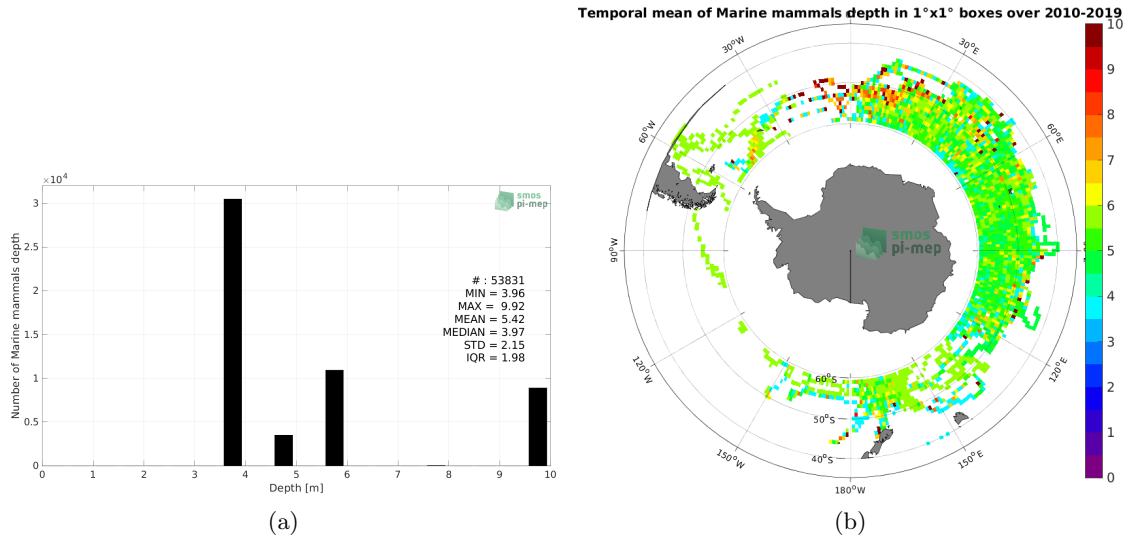 Temporal mean of Marine mammals depth in 1°x1° boxes over 2010-2019
×10⁴
3
2.5
2
1.5
1
0.5
0
Number of Marine mammals depth
smos
pi-mep
# : 53831
MIN = 3.96
MAX = 9.92
MEAN = 5.42
MEDIAN = 3.97
STD = 2.15
IQR = 1.98
0 1 2 3 4 5 6 7 8 9 10
Depth [m]
(a)
0°
30°W
30°E
60°W
60°E
90°W
120°W
120°E
150°W
150°E
180°W
60°S
50°S
40°S
smos
pi-mep
10
9
8
7
6
5
4
3
2
1
0
(b)